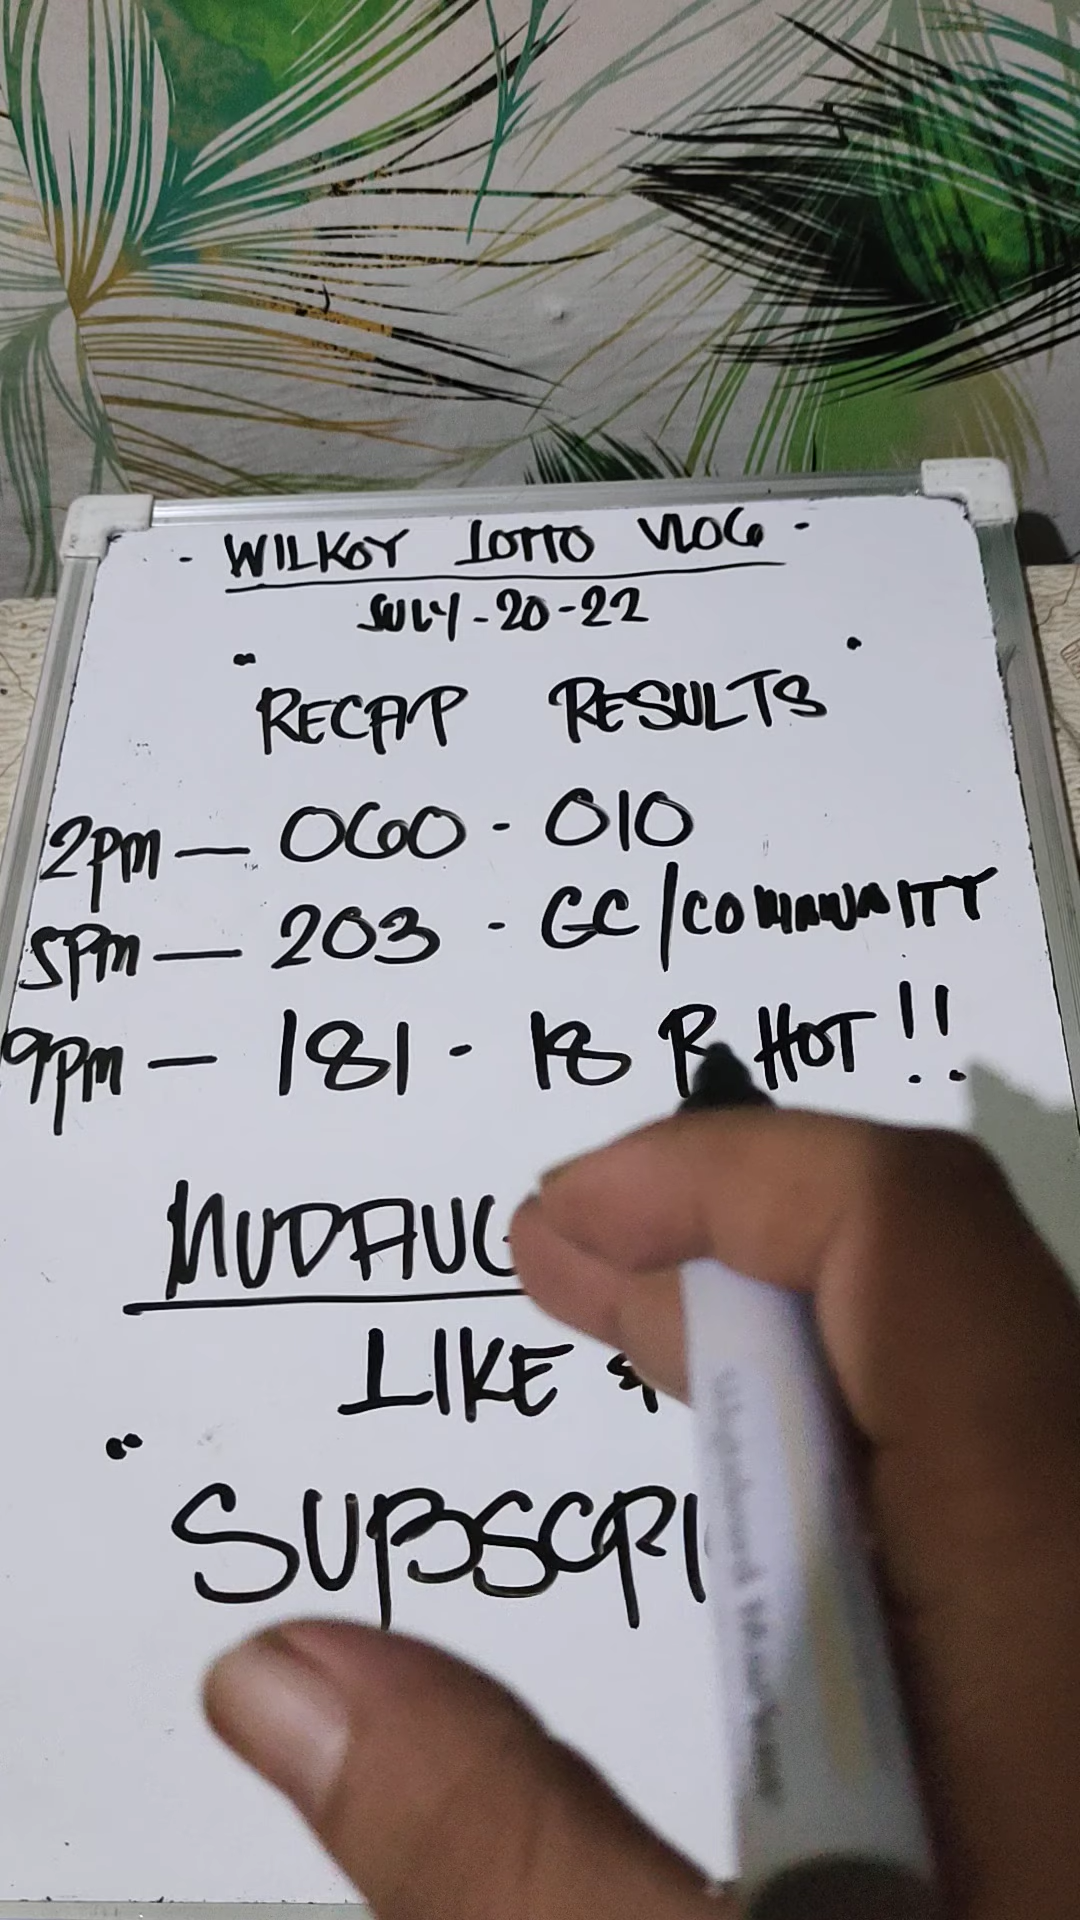 - WILKOY LOTTO VLOG -
JULY-20-22
" RECAP RESULTS "
2pm — 060 - 010
5pm — 203 - GC/COMMUNITY
9pm — 181 - 18 R HOT!!
LIKE &
" SUBSCRI